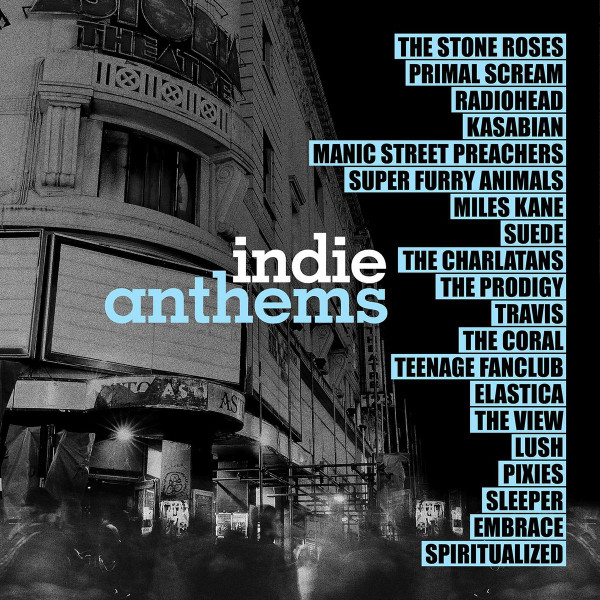 ASTORIA
THEATRE
indie
anthems
THE STONE ROSES
PRIMAL SCREAM
RADIOHEAD
KASABIAN
MANIC STREET PREACHERS
SUPER FURRY ANIMALS
MILES KANE
SUEDE
THE CHARLATANS
THE PRODIGY
TRAVIS
THE CORAL
TEENAGE FANCLUB
ELASTICA
THE VIEW
LUSH
PIXIES
SLEEPER
EMBRACE
SPIRITUALIZED